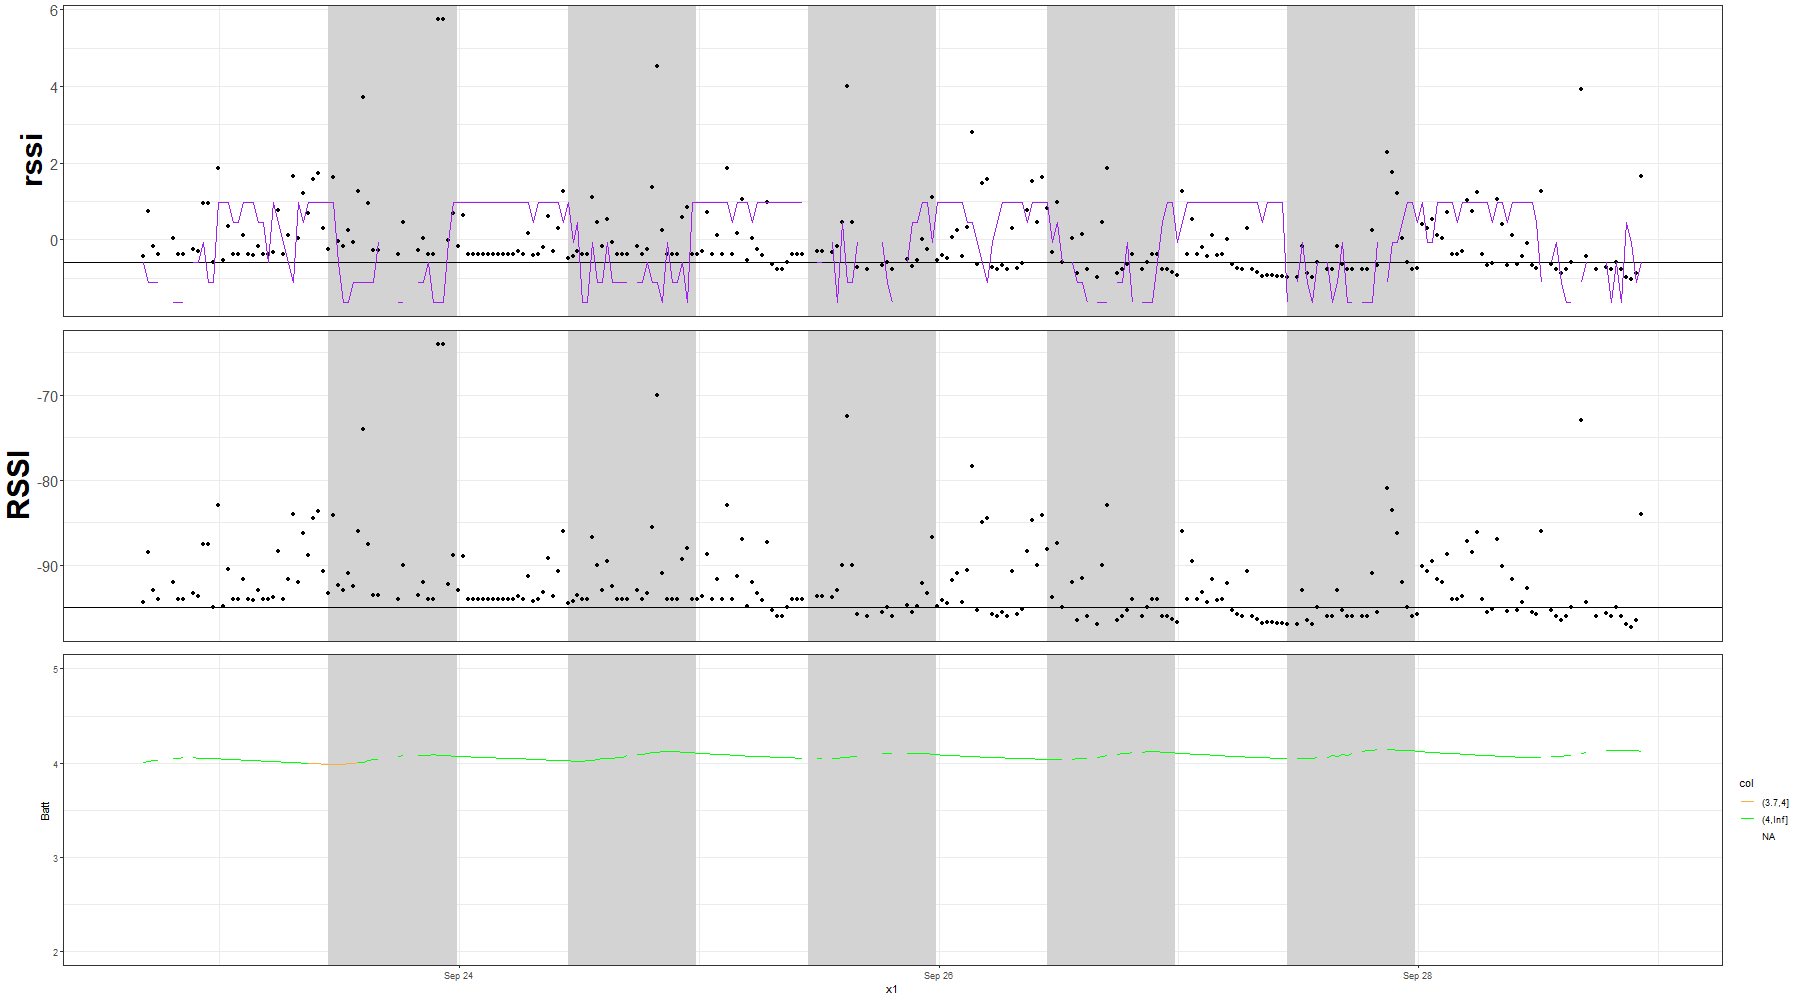 rssi
6
4
2
0
RSSI
-70
-80
-90
Batt
5
4
3
2
Sep 24
Sep 26
Sep 28
x1
col
(3.7,4]
(4,Inf]
NA